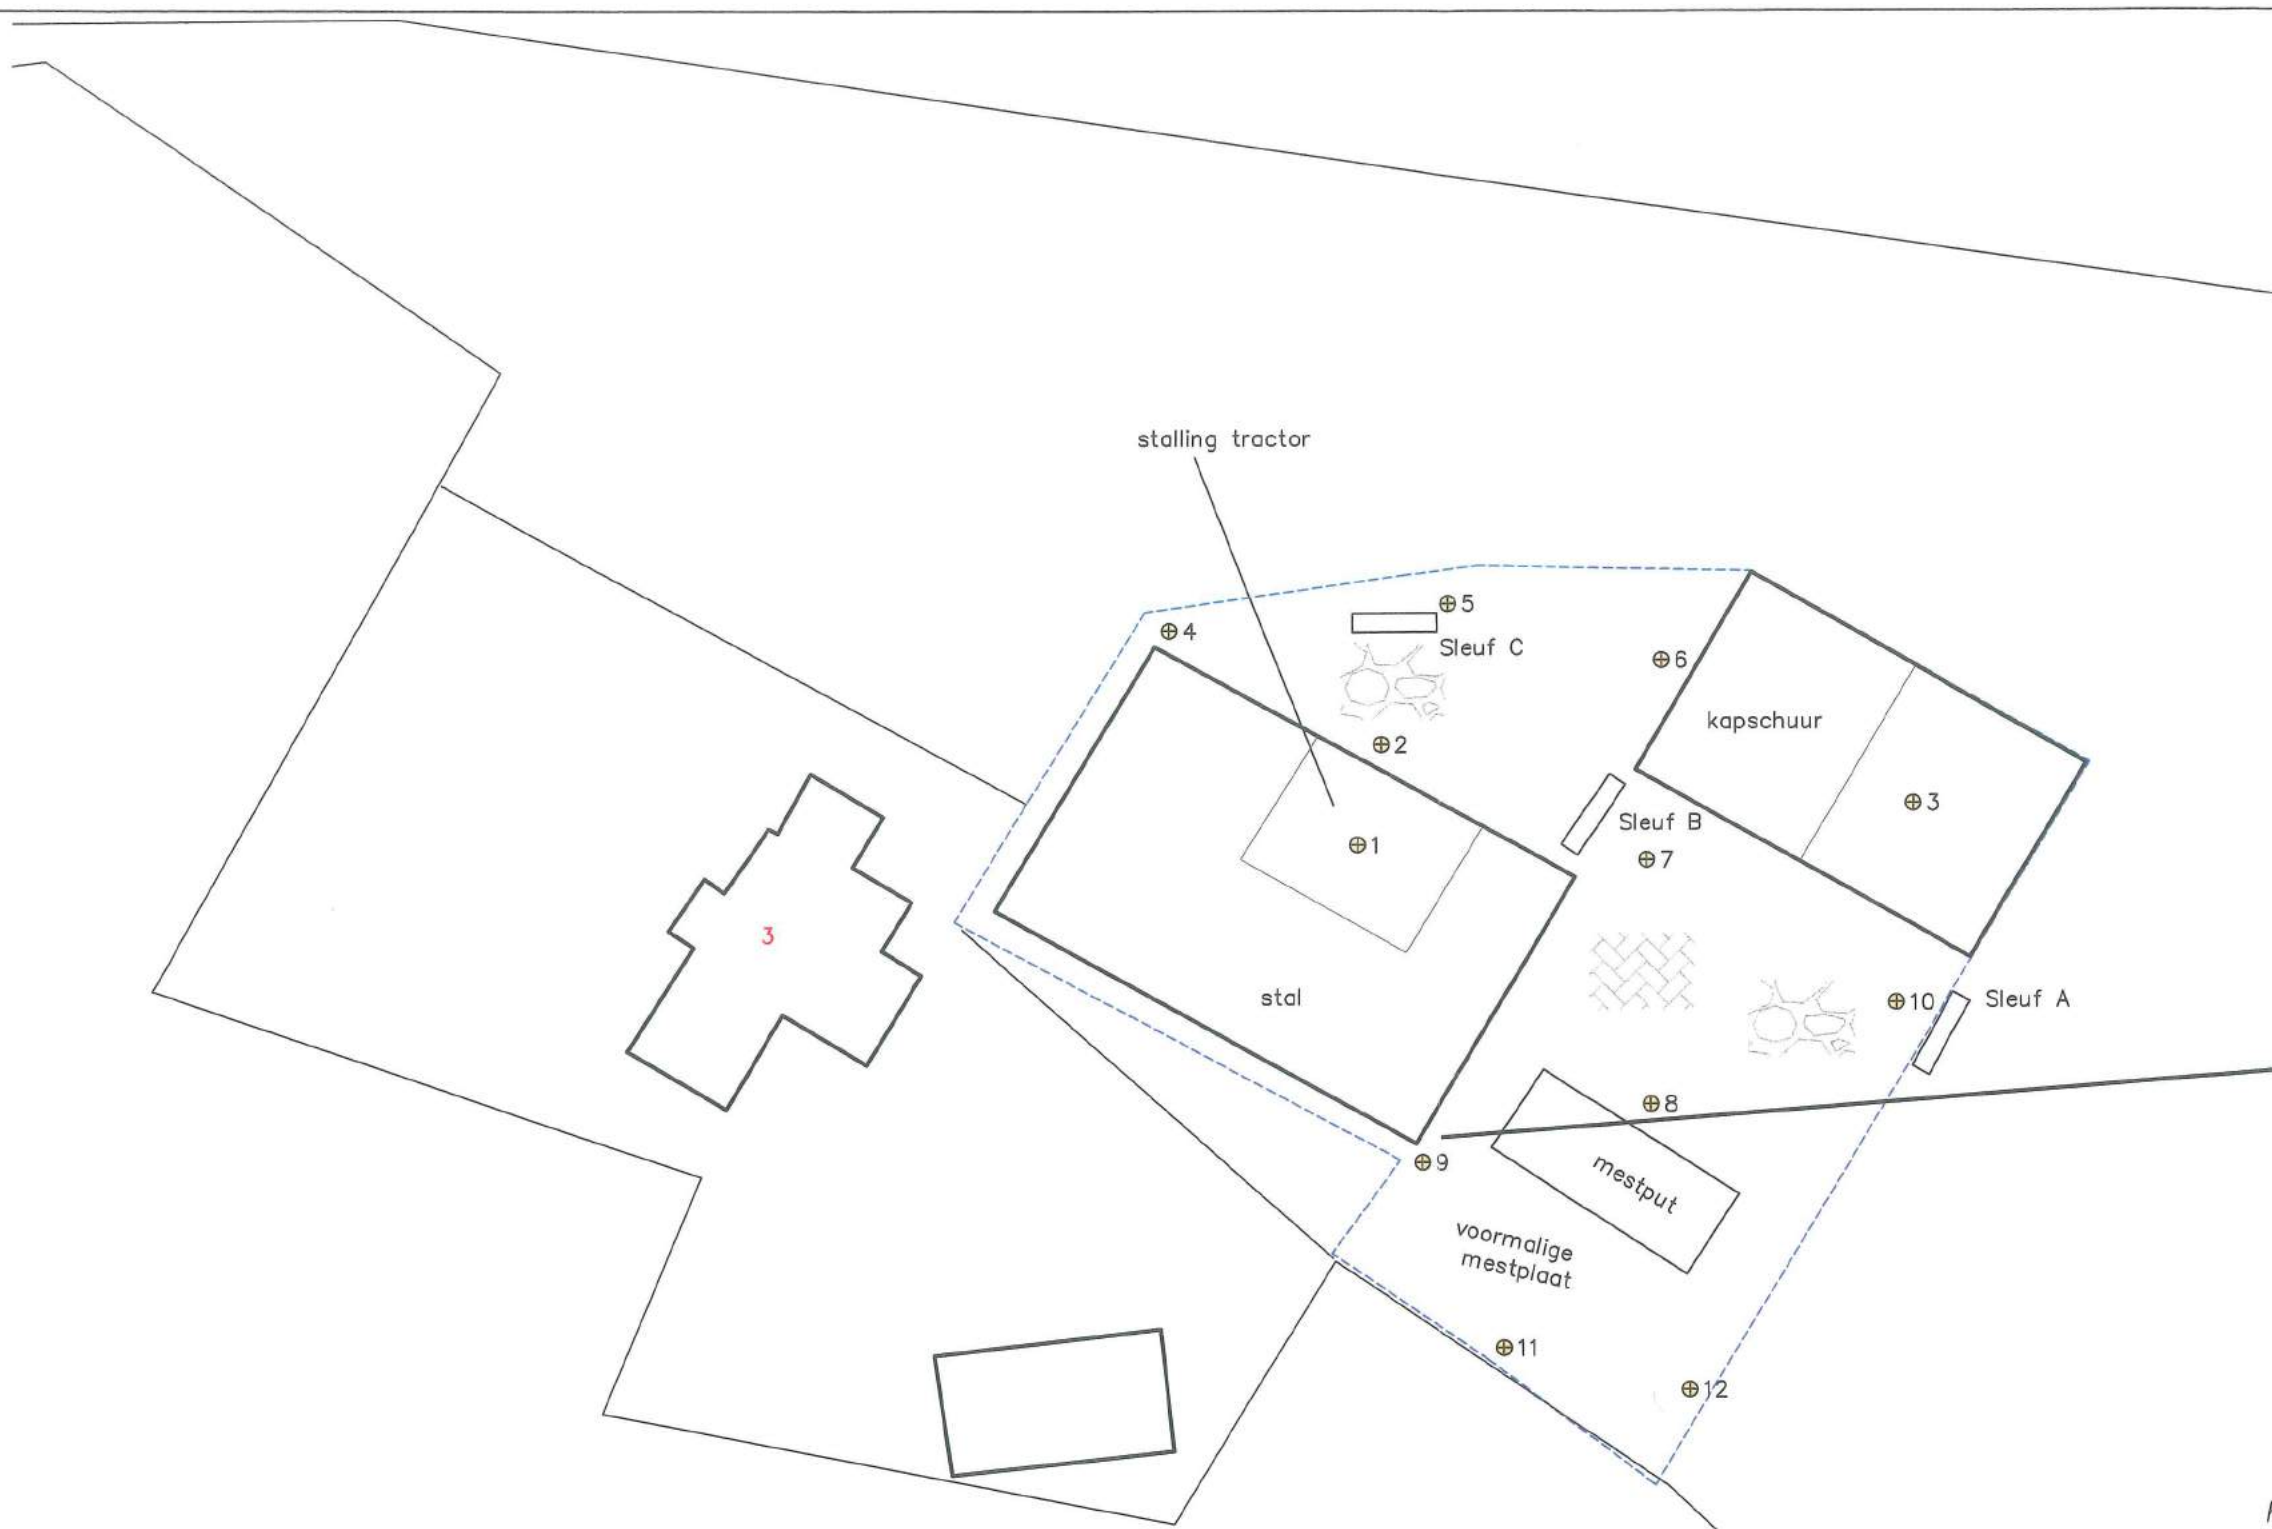 stalling tractor
5
4
Sleuf C
6
kapschuur
2
3
Sleuf B
1
7
3
stal
10
Sleuf A
8
9
mestput
voormalige
mestplaat
11
12